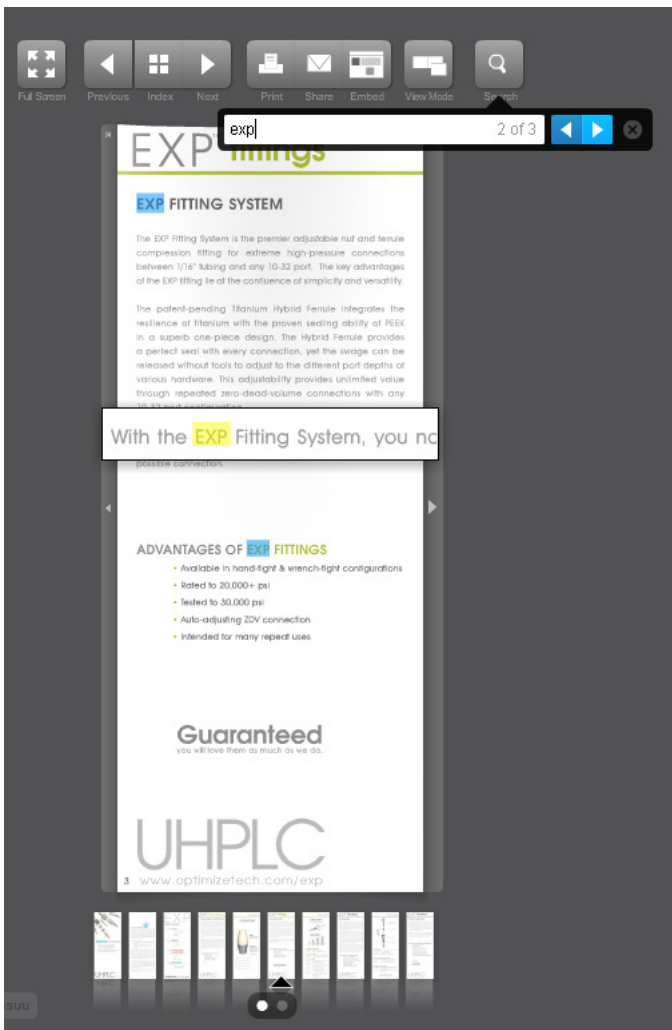 Full Screen Previous Index Next Print Share Embed View Mode Search
exp 2 of 3
EXP™ fittings
EXP FITTING SYSTEM
The EXP Fitting System is the premier adjustable nut and ferrule
compression fitting for extreme high-pressure connections
between 1/16" tubing and any 10-32 port. The key advantages
of the EXP fitting lie at the confluence of simplicity and versatility.
The patent-pending Titanium Hybrid Ferrule integrates the
resilience of titanium with the proven sealing ability of PEEK
in a superb one-piece design. The Hybrid Ferrule provides
a perfect seal with every connection, yet the swage can be
released without tools to adjust to the different port depths of
various hardware. This adjustability provides unlimited value
through repeated zero-dead-volume connections with any
10-32 port configuration.
With the EXP Fitting System, you no
possible connection.
ADVANTAGES OF EXP FITTINGS
• Available in hand-tight & wrench-tight configurations
• Rated to 20,000+ psi
• Tested to 30,000 psi
• Auto-adjusting ZDV connection
• Intended for many repeat uses
Guaranteed
you will love them as much as we do.
UHPLC
3 www.optimizetech.com/exp